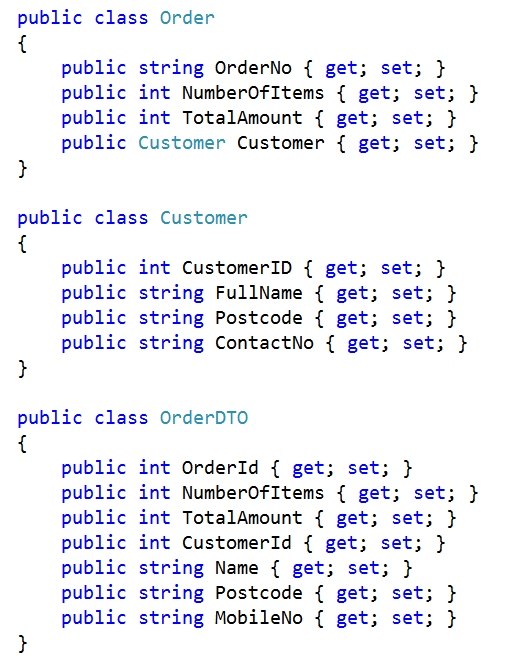 public class Order
{
    public string OrderNo { get; set; }
    public int NumberOfItems { get; set; }
    public int TotalAmount { get; set; }
    public Customer Customer { get; set; }
}
public class Customer
{
    public int CustomerID { get; set; }
    public string FullName { get; set; }
    public string Postcode { get; set; }
    public string ContactNo { get; set; }
}
public class OrderDTO
{
    public int OrderId { get; set; }
    public int NumberOfItems { get; set; }
    public int TotalAmount { get; set; }
    public int CustomerId { get; set; }
    public string Name { get; set; }
    public string Postcode { get; set; }
    public string MobileNo { get; set; }
}